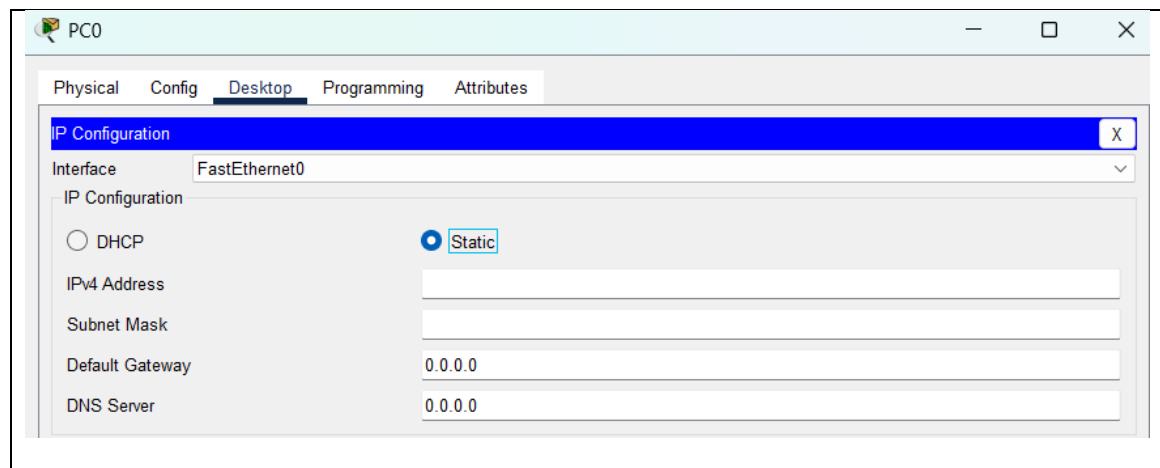 PC0
Physical Config Desktop Programming Attributes
IP Configuration X
Interface FastEthernet0
IP Configuration
DHCP Static
IPv4 Address
Subnet Mask
Default Gateway 0.0.0.0
DNS Server 0.0.0.0